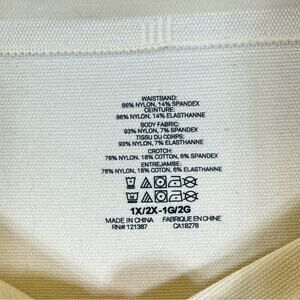 WAISTBAND:
86% NYLON, 14% SPANDEX
CEINTURE:
86% NYLON, 14% ELASTHANNE
BODY FABRIC:
93% NYLON, 7% SPANDEX
TISSU DU CORPS:
93% NYLON, 7% ELASTHANNE
CROTCH:
76% NYLON, 18% COTTON, 6% SPANDEX
ENTREJAMBE:
76% NYLON, 18% COTON, 6% ELASTHANNE
1X/2X-1G/2G
MADE IN CHINA FABRIQUÉ EN CHINE
RN# 121387 CA18278